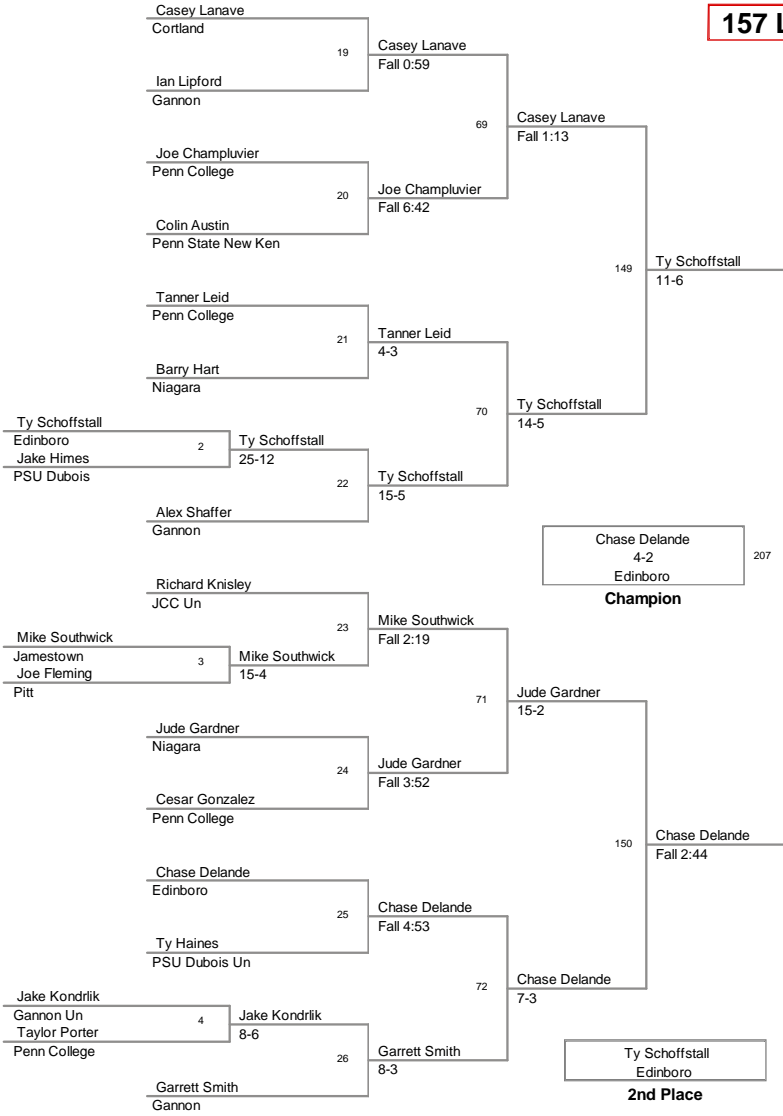 Casey Lanave
157 L
Cortland
19
Casey Lanave
Fall 0:59
Ian Lipford
Gannon
69
Casey Lanave
Fall 1:13
Joe Champluvier
Penn College
20
Joe Champluvier
Fall 6:42
Colin Austin
Penn State New Ken
149
Ty Schoffstall
11-6
Tanner Leid
Penn College
21
Tanner Leid
4-3
Barry Hart
Niagara
70
Ty Schoffstall
14-5
Ty Schoffstall
Edinboro
2
Jake Himes
PSU Dubois
Ty Schoffstall
25-12
22
Ty Schoffstall
15-5
Alex Shaffer
Gannon
Chase Delande
4-2
Edinboro
207
Champion
Richard Knisley
JCC Un
23
Mike Southwick
Fall 2:19
Mike Southwick
Jamestown
3
Joe Fleming
Pitt
Mike Southwick
15-4
71
Jude Gardner
15-2
Jude Gardner
Niagara
24
Jude Gardner
Fall 3:52
Cesar Gonzalez
Penn College
150
Chase Delande
Fall 2:44
Chase Delande
Edinboro
25
Chase Delande
Fall 4:53
Ty Haines
PSU Dubois Un
72
Chase Delande
7-3
Jake Kondrlik
Gannon Un
4
Taylor Porter
Penn College
Jake Kondrlik
8-6
26
Garrett Smith
8-3
Garrett Smith
Gannon
Ty Schoffstall
Edinboro
2nd Place